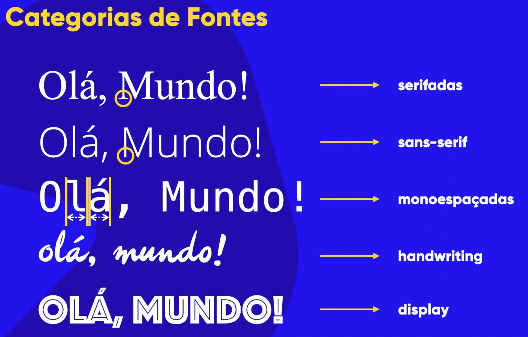 Categorias de Fontes
Olá, Mundo! serifadas
Olá, Mundo! sans-serif
Olá, Mundo! monoespaçadas
olá, mundo! handwriting
OLÁ, MUNDO! display